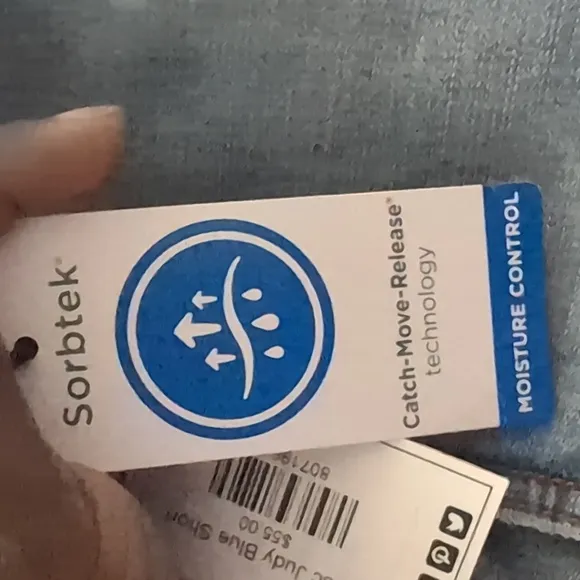 Sorbtek
Catch-Move-Release®
technology
MOISTURE CONTROL
Judy Blue Shor
$55.00